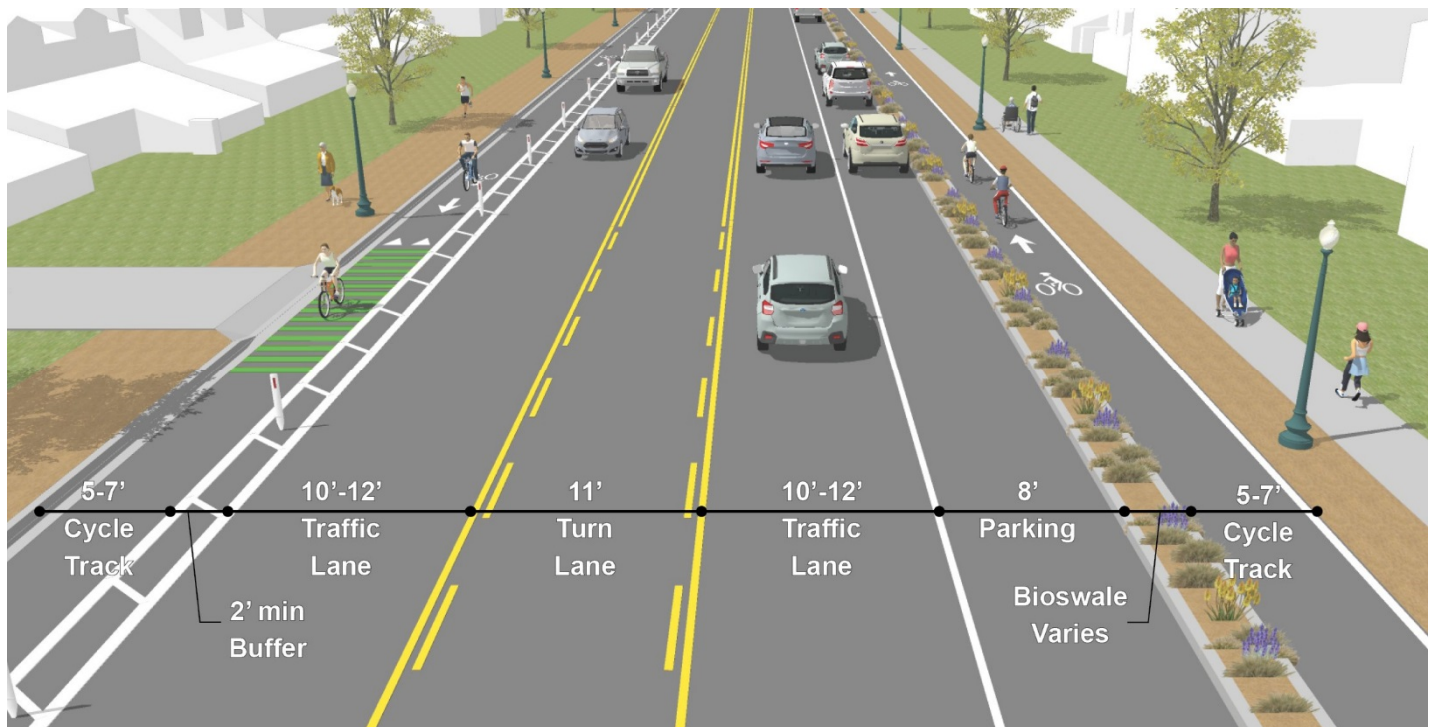 5-7’
Cycle
Track
2’ min
Buffer
10’-12’
Traffic
Lane
11’
Turn
Lane
10’-12’
Traffic
Lane
8’
Parking
Bioswale
Varies
5-7’
Cycle
Track